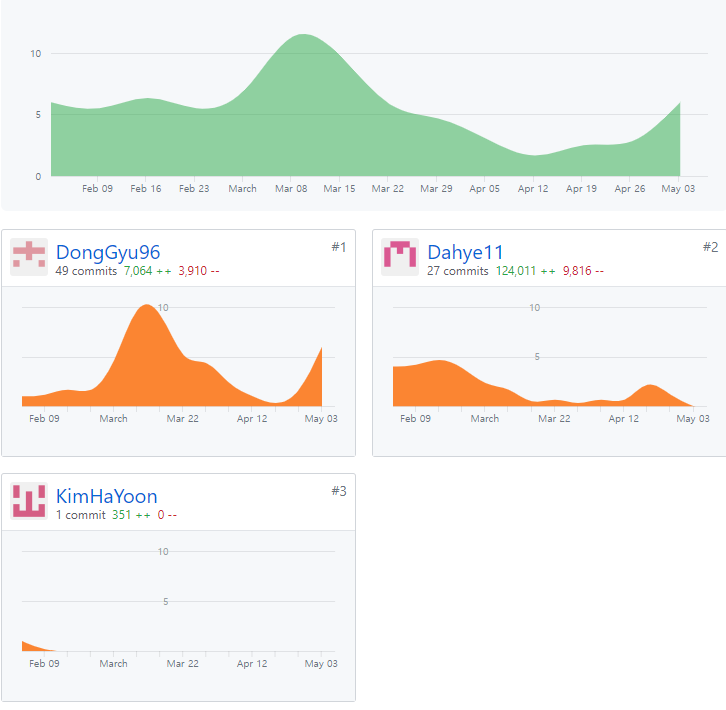 10
5
0
Feb 09 Feb 16 Feb 23 March Mar 08 Mar 15 Mar 22 Mar 29 Apr 05 Apr 12 Apr 19 Apr 26 May 03
DongGyu96 #1
49 commits 7,064 ++ 3,910 --
10
Feb 09 March Mar 22 Apr 12 May 03
Dahye11 #2
27 commits 124,011 ++ 9,816 --
10
5
Feb 09 March Mar 22 Apr 12 May 03
KimHaYoon #3
1 commit 351 ++ 0 --
10
5
Feb 09 March Mar 22 Apr 12 May 03